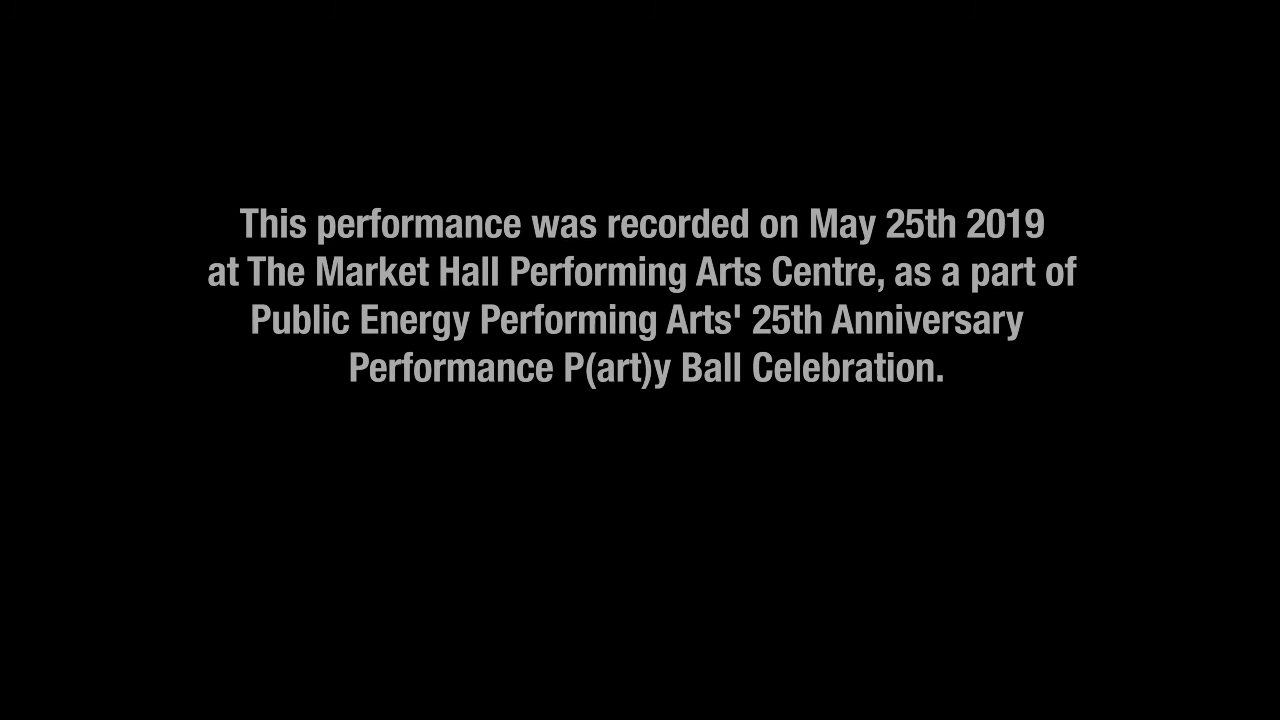 This performance was recorded on May 25th 2019
at The Market Hall Performing Arts Centre, as a part of
Public Energy Performing Arts' 25th Anniversary
Performance P(art)y Ball Celebration.